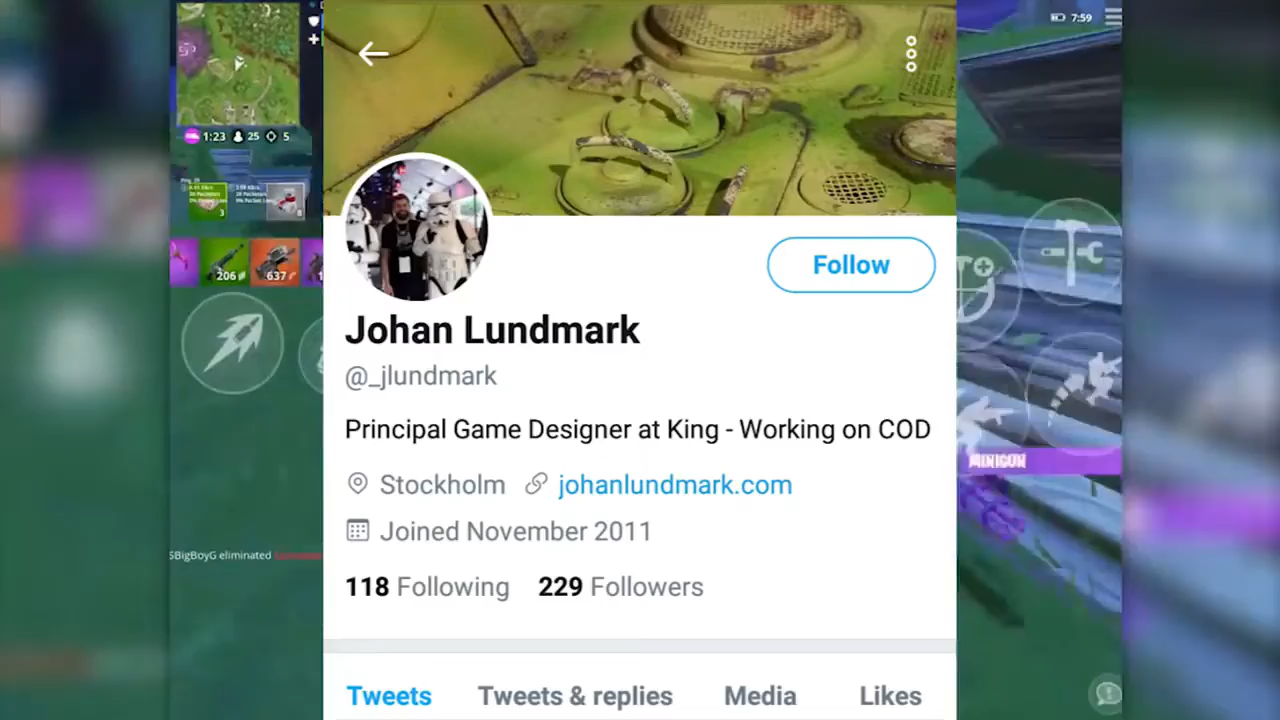 7:59
1:23 25 5
206
637
3
Follow
Johan Lundmark
@_jlundmark
Principal Game Designer at King - Working on COD
Stockholm johanlundmark.com
Joined November 2011
118 Following 229 Followers
Tweets Tweets & replies Media Likes
MINIGUN
SBigBoyG eliminated